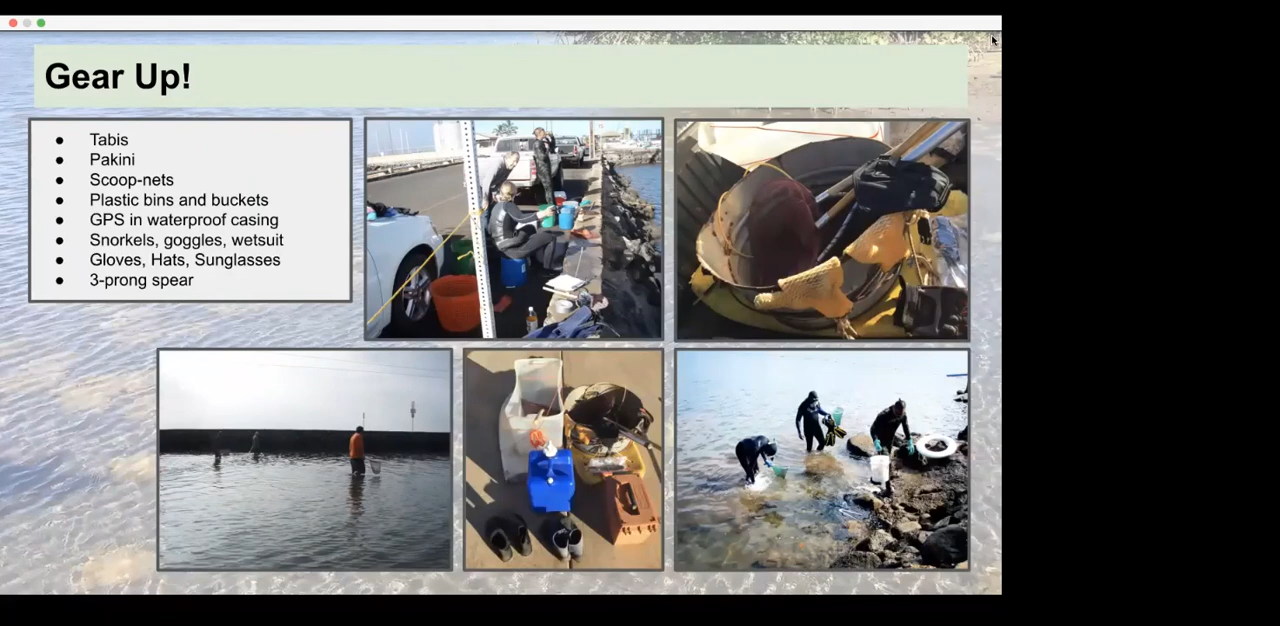 Gear Up!
● Tabis
● Pakini
● Scoop-nets
● Plastic bins and buckets
● GPS in waterproof casing
● Snorkels, goggles, wetsuit
● Gloves, Hats, Sunglasses
● 3-prong spear